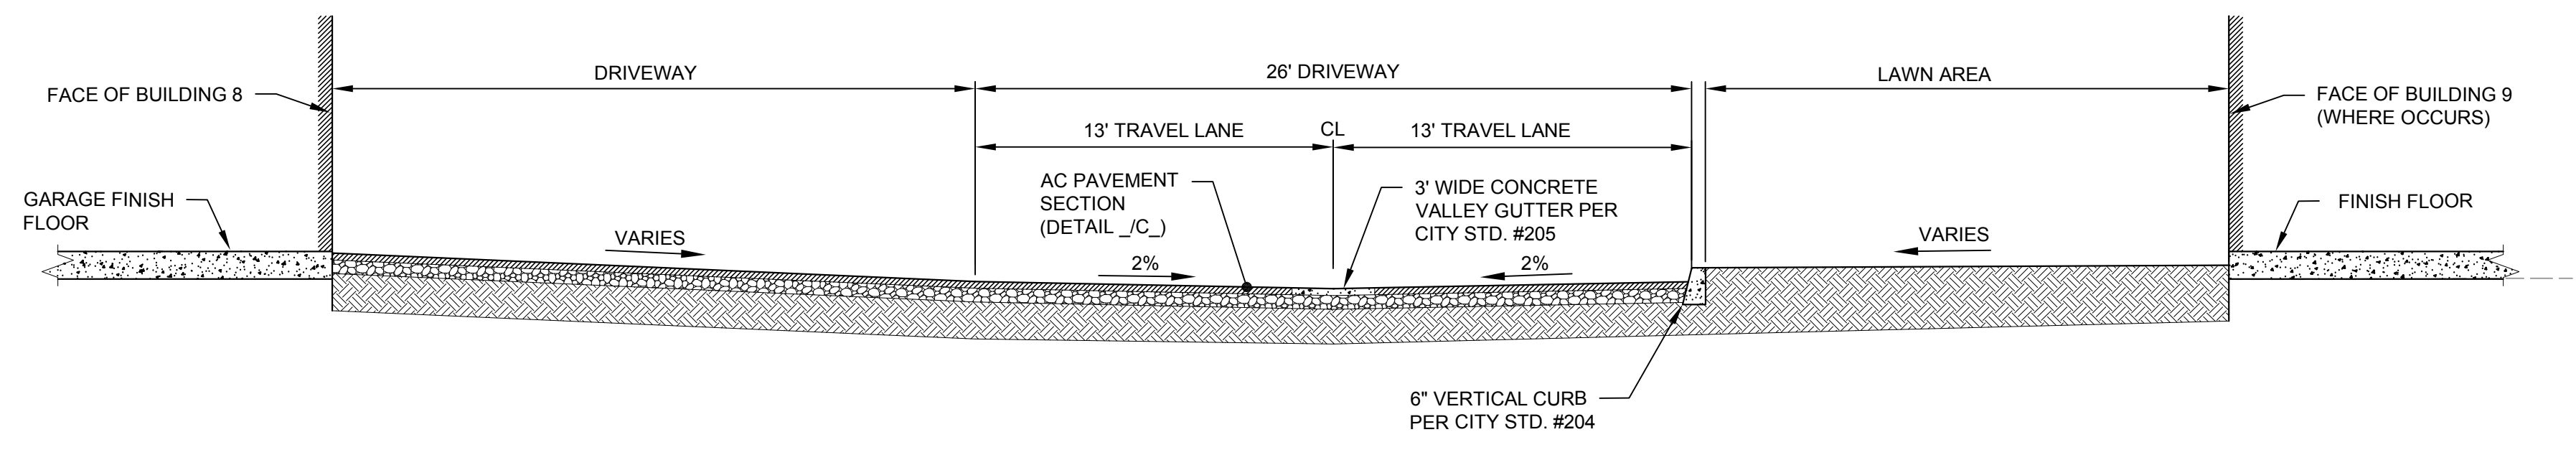 DRIVEWAY
26' DRIVEWAY
LAWN AREA
FACE OF BUILDING 8
FACE OF BUILDING 9
(WHERE OCCURS)
13' TRAVEL LANE
CL
13' TRAVEL LANE
AC PAVEMENT
SECTION
(DETAIL _/C_)
3' WIDE CONCRETE
VALLEY GUTTER PER
CITY STD. #205
GARAGE FINISH
FLOOR
FINISH FLOOR
VARIES
VARIES
2%
2%
6" VERTICAL CURB
PER CITY STD. #204